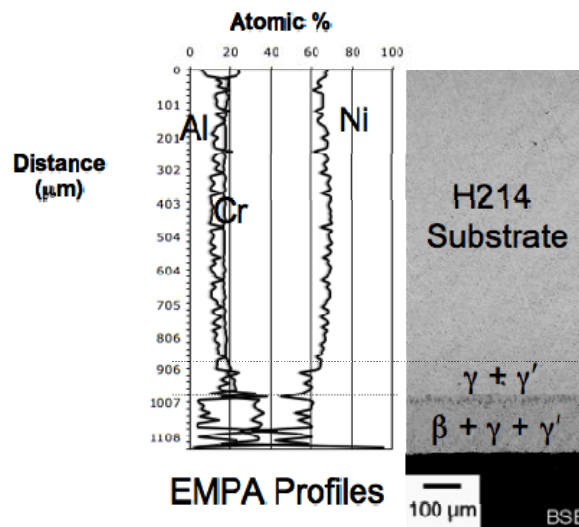 Atomic %
0 20 40 60 80 100
0
101
201
302
403
504
604
705
806
906
1007
1108
Distance
(μm)
Al
Cr
Ni
H214
Substrate
γ + γ′
β + γ + γ′
EMPA Profiles
100 μm
BSE